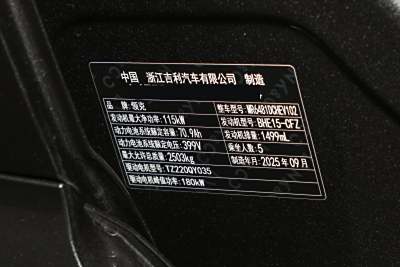 中国 浙江吉利汽车有限公司 制造
品牌:领克 整车型号:MR6481DCHEV102
发动机最大净功率:115kW 发动机型号:BHE15-CFZ
动力电池系统额定容量:70.9Ah 发动机排量:1499mL
动力电池系统额定电压:399V 乘坐人数:5
最大允许总质量:2503kg 制造年月:2025年09月
驱动电机型号:TZ220QY035
驱动电机峰值功率:180kW